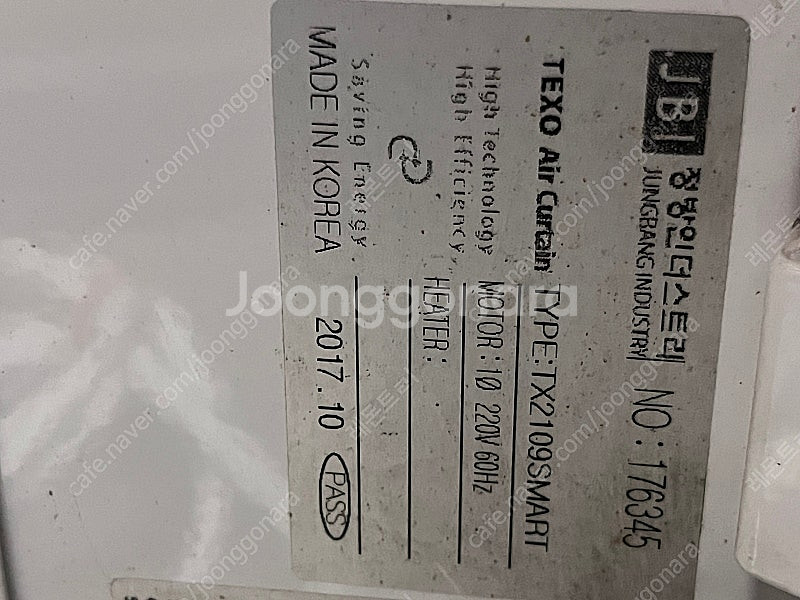 JBI 정방인더스트리 NO : 176345
JUNGBANG INDUSTRY
TEXO Air Curtain TYPE:TX2109SMART
High Technology MOTOR : 1Ø 220V 60Hz
High Efficiency HEATER :
Saving Energy
MADE IN KOREA 2017 . 10 PASS
Joonggonara
cafe.naver.com/joonggonara